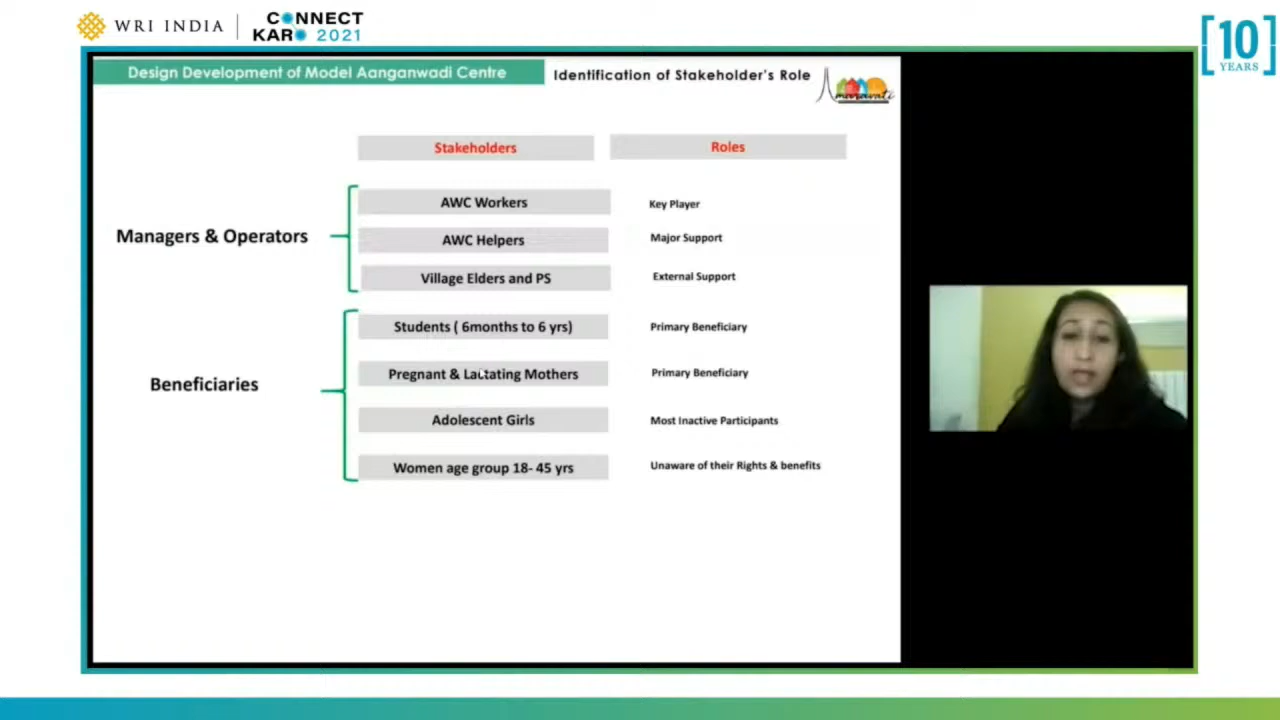 WRI INDIA
CONNECT
KARO 2021
[10]
YEARS
Design Development of Model Aanganwadi Centre
Identification of Stakeholder's Role
Amaravati
Stakeholders
Roles
Managers & Operators
AWC Workers
Key Player
AWC Helpers
Major Support
Village Elders and PS
External Support
Beneficiaries
Students ( 6months to 6 yrs)
Primary Beneficiary
Pregnant & Lactating Mothers
Primary Beneficiary
Adolescent Girls
Most Inactive Participants
Women age group 18- 45 yrs
Unaware of their Rights & benefits